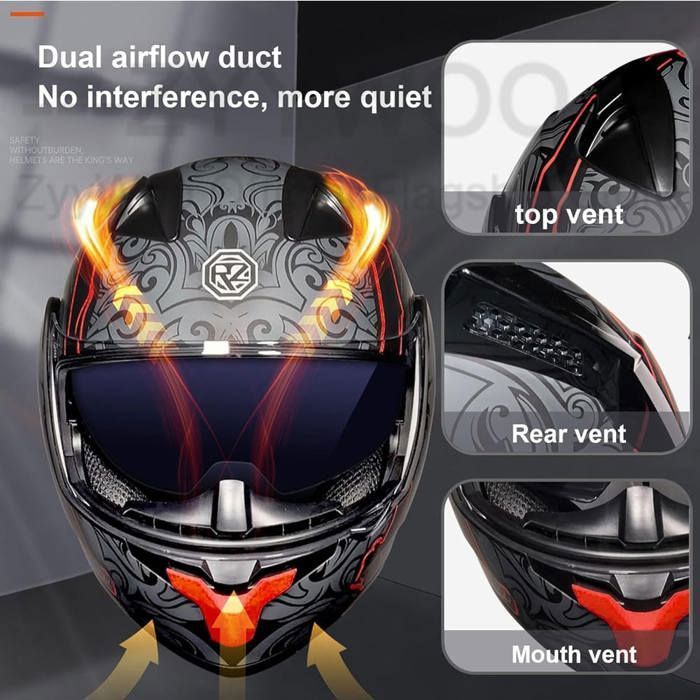 Dual airflow duct
No interference, more quiet
SAFETY
WITHOUTBURDEN,
HELMETS ARE THE KING'S WAY
RZ
top vent
Rear vent
Mouth vent